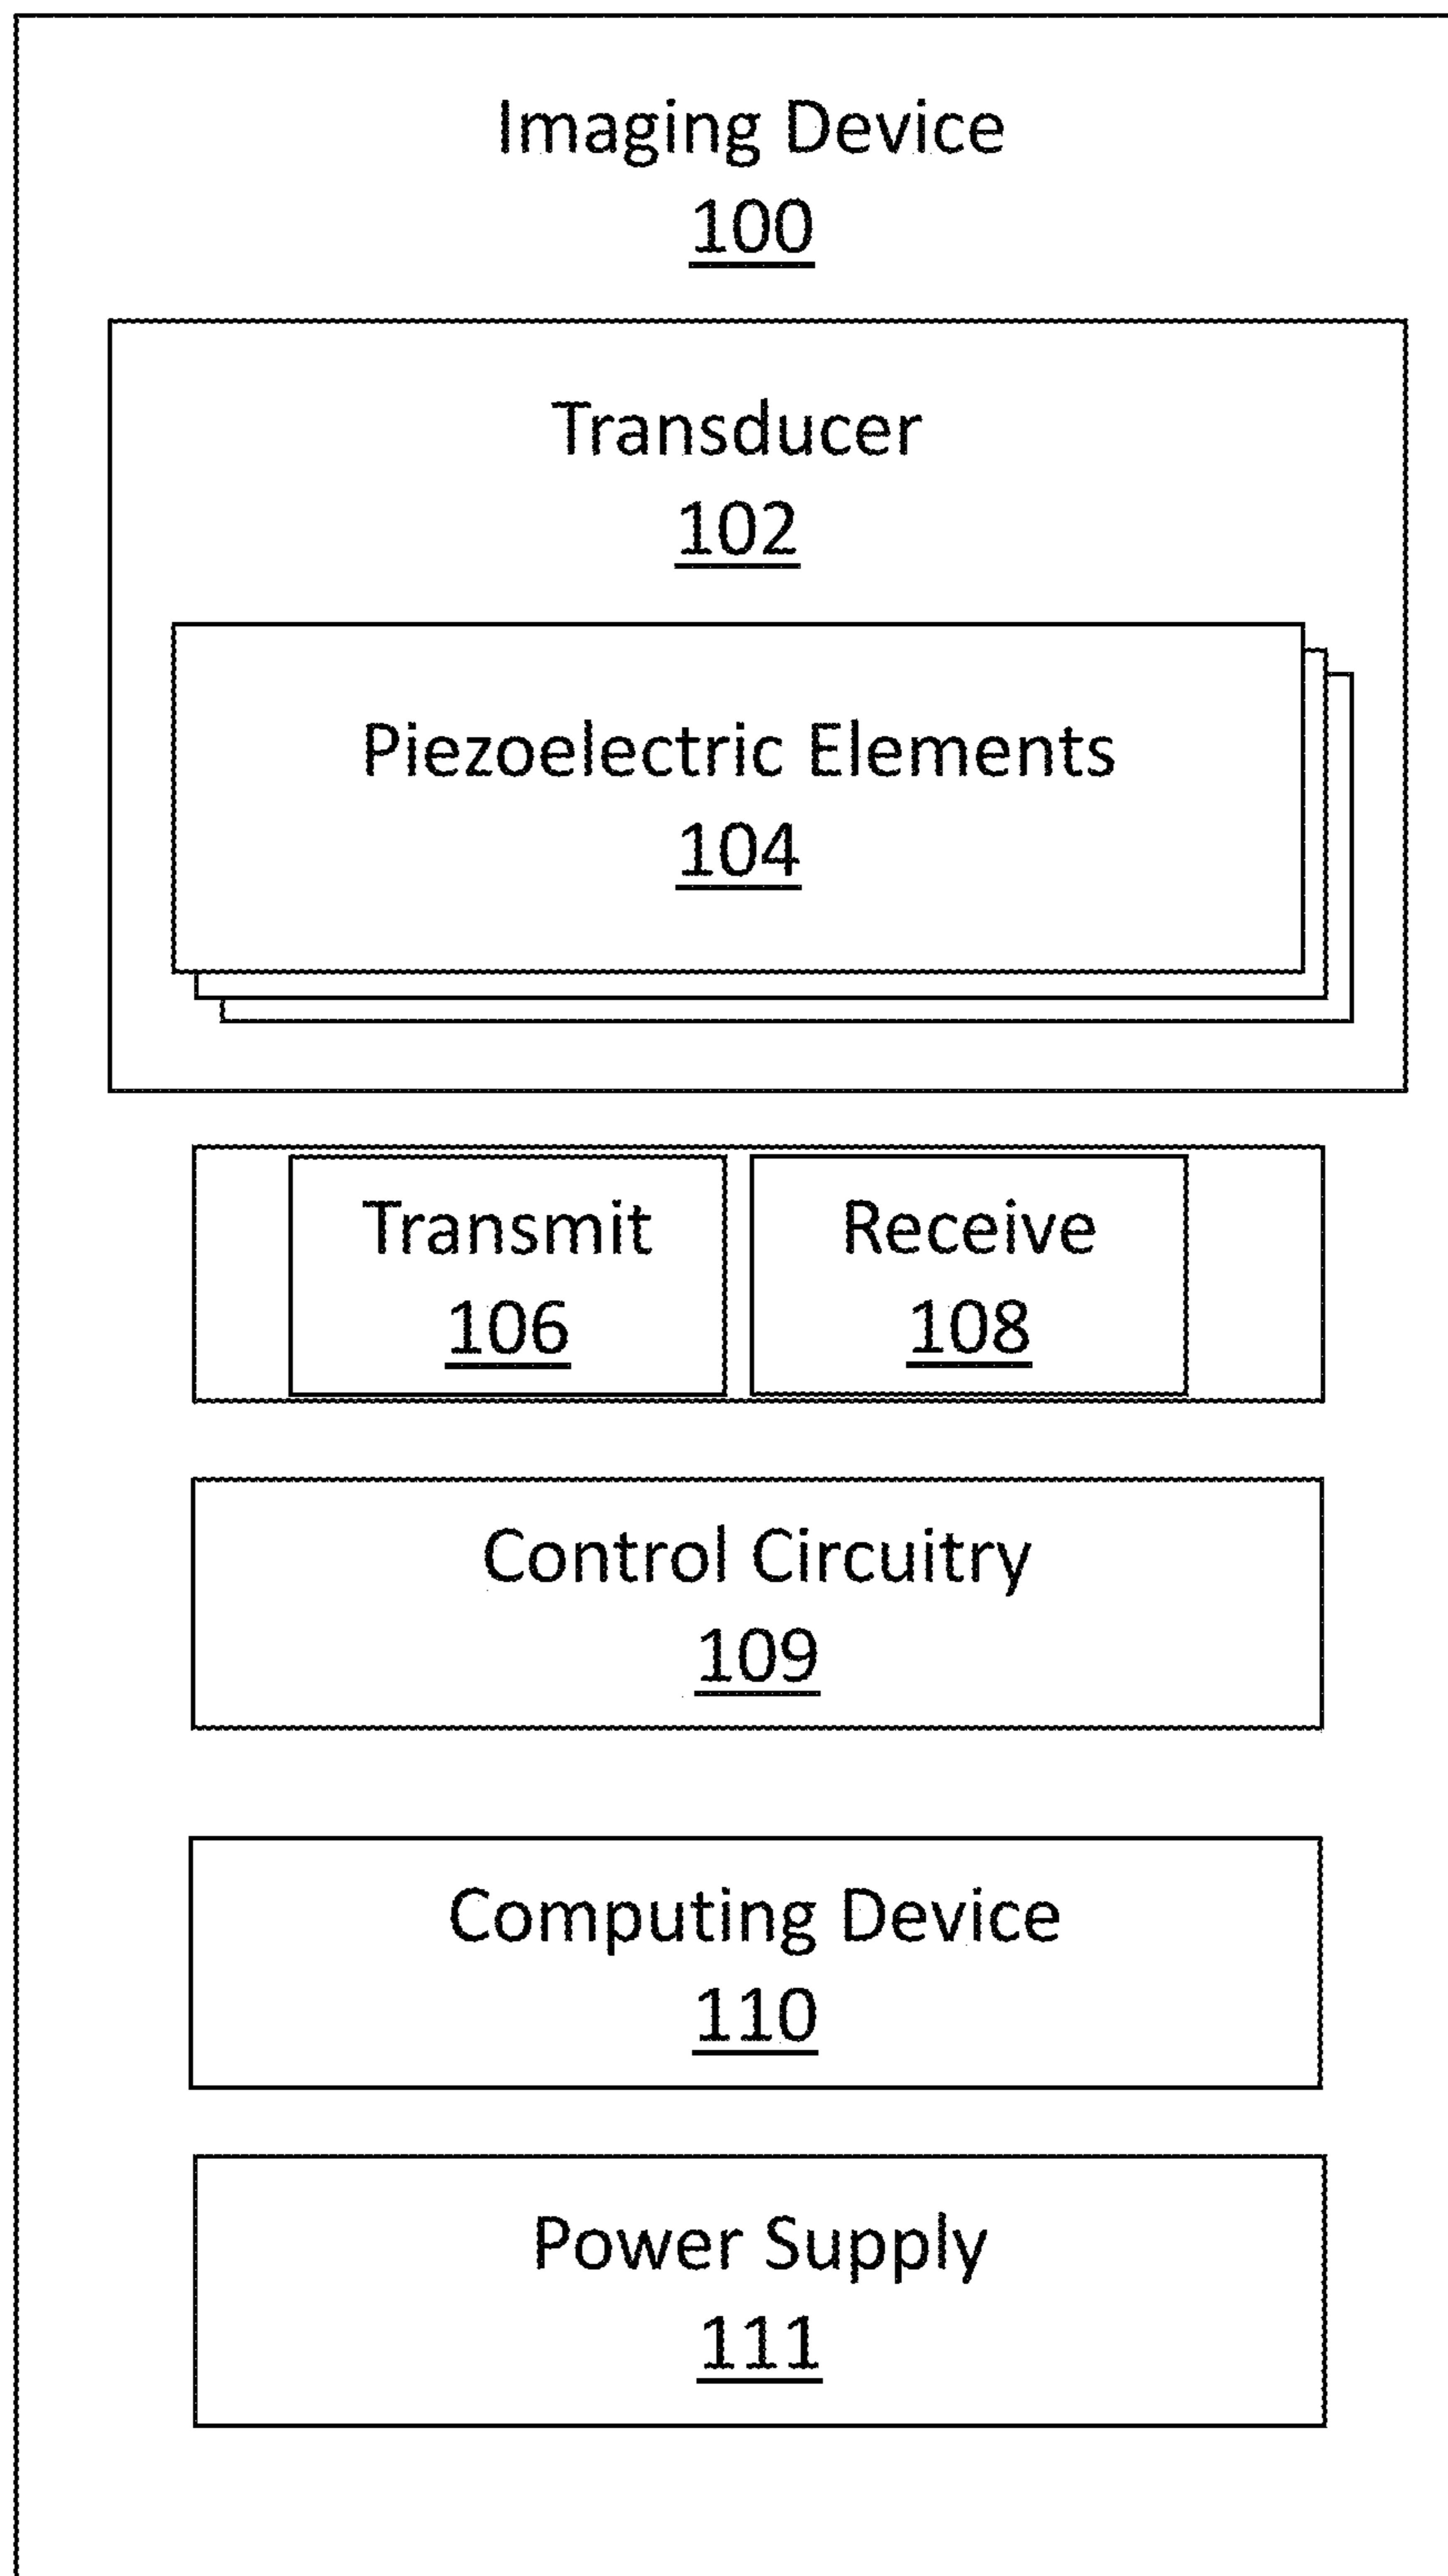 Imaging Device
100
Transducer
102
Piezoelectric Elements
104
Transmit
106
Receive
108
Control Circuitry
109
Computing Device
110
Power Supply
111